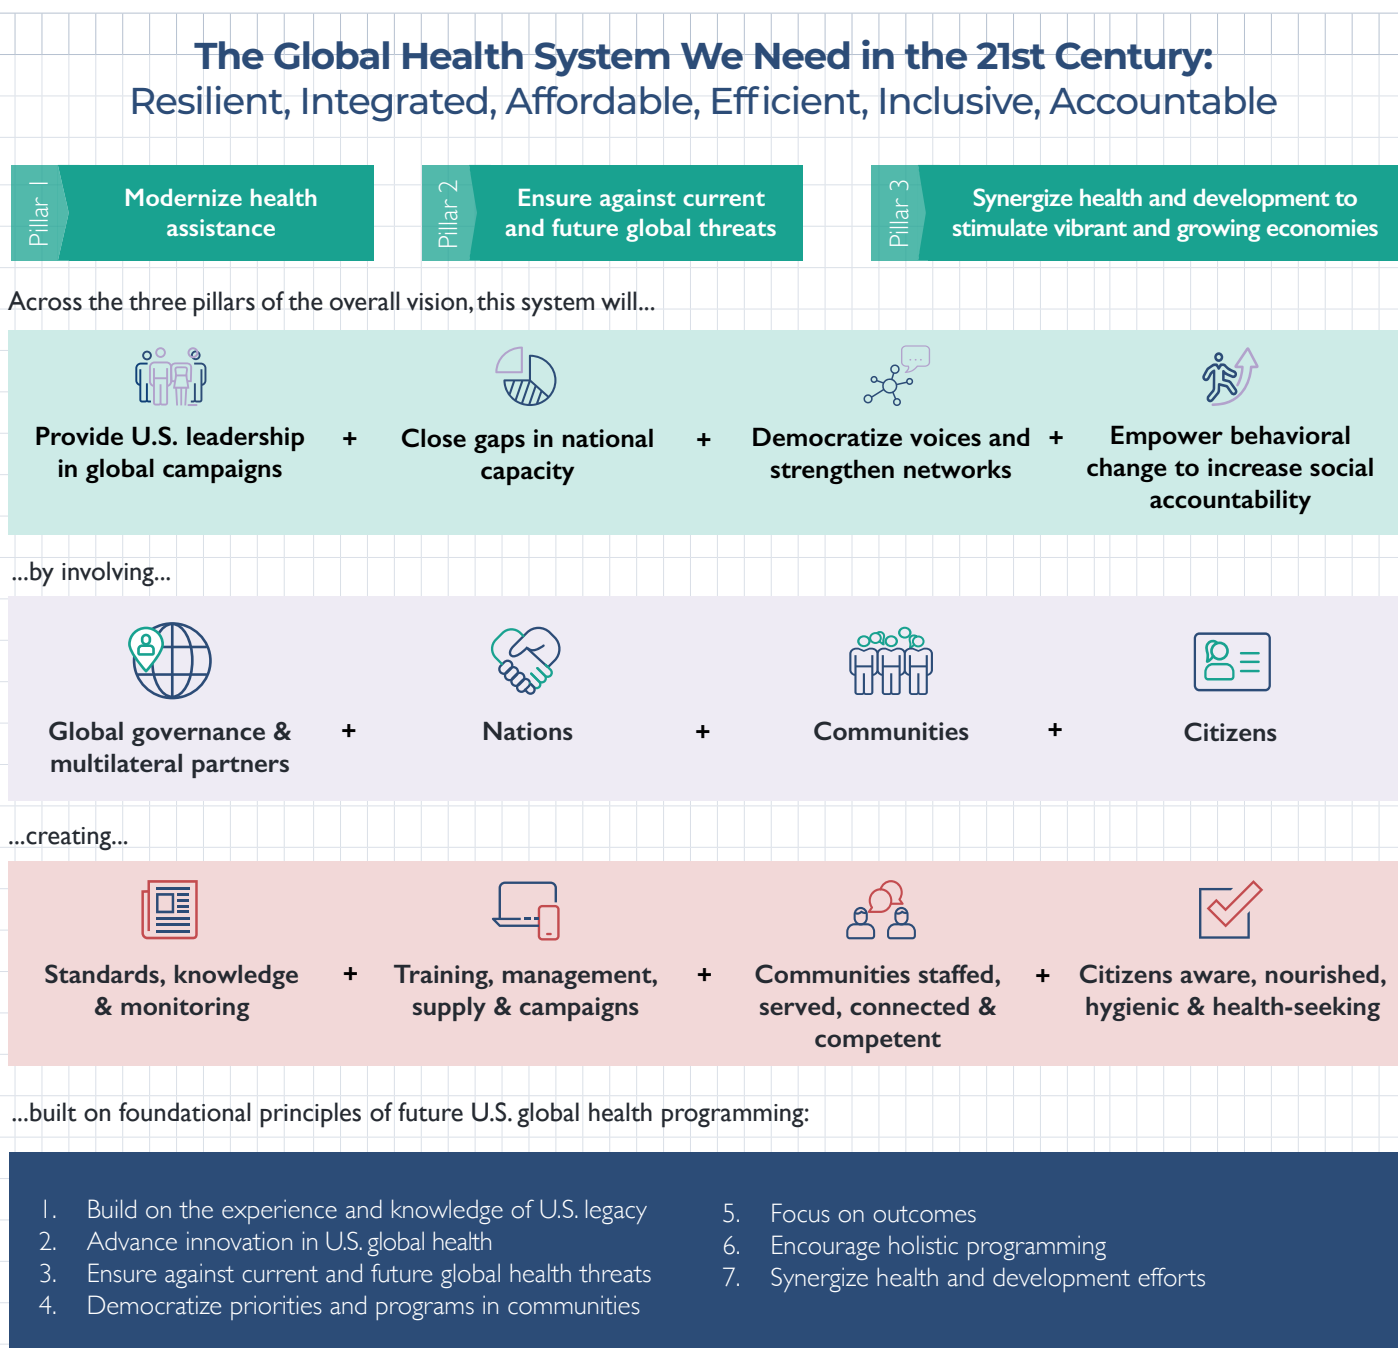 The Global Health System We Need in the 21st Century:
Resilient, Integrated, Affordable, Efficient, Inclusive, Accountable
Pillar 1
Modernize health
assistance
Pillar 2
Ensure against current
and future global threats
Pillar 3
Synergize health and development to
stimulate vibrant and growing economies
Across the three pillars of the overall vision, this system will...
Provide U.S. leadership
in global campaigns
+
Close gaps in national
capacity
+
Democratize voices and
strengthen networks
+
Empower behavioral
change to increase social
accountability
...by involving...
Global governance &
multilateral partners
+
Nations
+
Communities
+
Citizens
...creating...
Standards, knowledge
& monitoring
+
Training, management,
supply & campaigns
+
Communities staffed,
served, connected &
competent
+
Citizens aware, nourished,
hygienic & health-seeking
...built on foundational principles of future U.S. global health programming:
1. Build on the experience and knowledge of U.S. legacy
2. Advance innovation in U.S. global health
3. Ensure against current and future global health threats
4. Democratize priorities and programs in communities
5. Focus on outcomes
6. Encourage holistic programming
7. Synergize health and development efforts